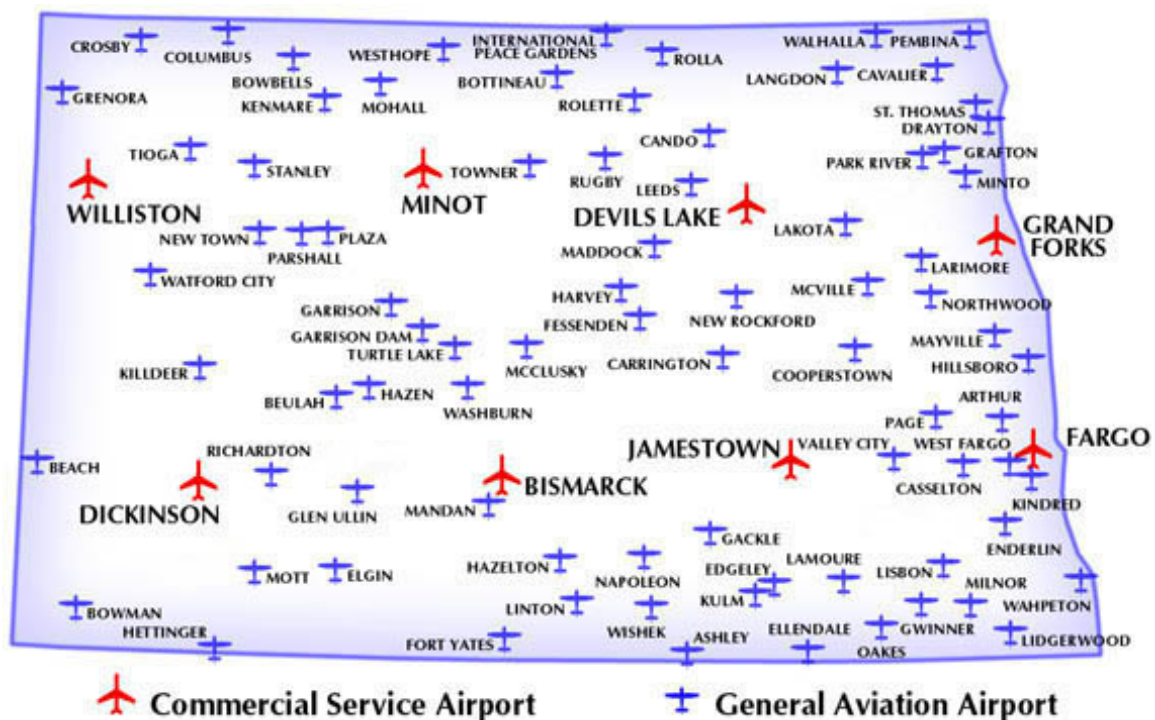 CROSBY
COLUMBUS
BOWBELLS
WESTHOPE
INTERNATIONAL
PEACE GARDENS
ROLLA
WALHALLA
PEMBINA
GRENORA
KENMARE
MOHALL
BOTTINEAU
ROLETTE
LANGDON
CAVALIER
ST. THOMAS
DRAYTON
TIOGA
STANLEY
TOWNER
RUGBY
CANDO
LEEDS
PARK RIVER
GRAFTON
MINTO
WILLISTON
MINOT
DEVILS LAKE
LAKOTA
GRAND
FORKS
NEW TOWN
PARSHALL
PLAZA
MADDOCK
LARIMORE
WATFORD CITY
GARRISON
HARVEY
NEW ROCKFORD
MCVILLE
NORTHWOOD
GARRISON DAM
FESSENDEN
TURTLE LAKE
MCCLUSKY
CARRINGTON
COOPERSTOWN
MAYVILLE
HILLSBORO
KILLDEER
BEULAH
HAZEN
WASHBURN
ARTHUR
PAGE
RICHARDTON
JAMESTOWN
VALLEY CITY
WEST FARGO
FARGO
BEACH
DICKINSON
GLEN ULLIN
BISMARCK
MANDAN
CASSELTON
KINDRED
GACKLE
ENDERLIN
MOTT
ELGIN
HAZELTON
NAPOLEON
EDGELEY
LAMOURE
LISBON
MILNOR
BOWMAN
HETTINGER
LINTON
WISHEK
KULM
WAHPETON
FORT YATES
ASHLEY
ELLENDALE
OAKES
GWINNER
LIDGERWOOD
Commercial Service Airport
General Aviation Airport